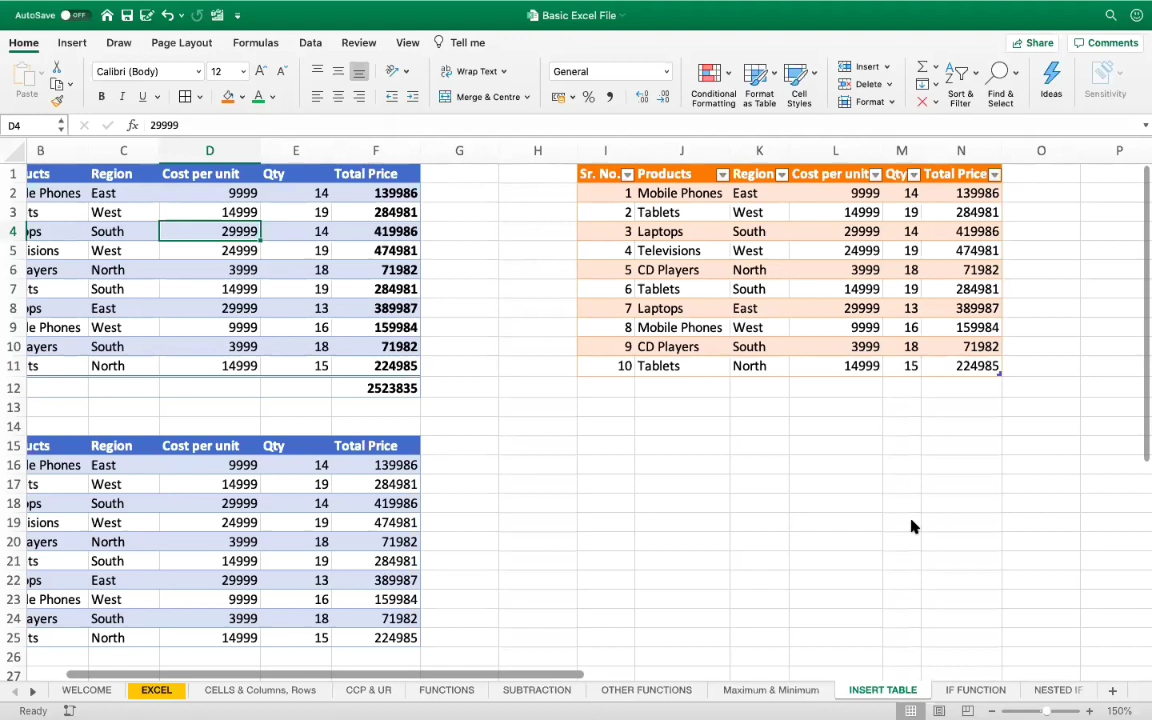 AutoSave OFF Basic Excel File
Home Insert Draw Page Layout Formulas Data Review View Tell me Share Comments
Paste Calibri (Body) 12 A A Wrap Text General Conditional Formatting Format as Table Cell Styles Insert Sort & Filter Find & Select Ideas Sensitivity
B I U A Merge & Centre % Delete
Format
D4 fx 29999
B C D E F G H I J K L M N O P
1 ucts Region Cost per unit Qty Total Price Sr. No. Products Region Cost per unit Qty Total Price
2 le Phones East 9999 14 139986 1 Mobile Phones East 9999 14 139986
3 ts West 14999 19 284981 2 Tablets West 14999 19 284981
4 ops South 29999 14 419986 3 Laptops South 29999 14 419986
5 isions West 24999 19 474981 4 Televisions West 24999 19 474981
6 ayers North 3999 18 71982 5 CD Players North 3999 18 71982
7 ts South 14999 19 284981 6 Tablets South 14999 19 284981
8 ops East 29999 13 389987 7 Laptops East 29999 13 389987
9 le Phones West 9999 16 159984 8 Mobile Phones West 9999 16 159984
10 ayers South 3999 18 71982 9 CD Players South 3999 18 71982
11 ts North 14999 15 224985 10 Tablets North 14999 15 224985
12 2523835
13
14
15 ucts Region Cost per unit Qty Total Price
16 le Phones East 9999 14 139986
17 ts West 14999 19 284981
18 ops South 29999 14 419986
19 isions West 24999 19 474981
20 ayers North 3999 18 71982
21 ts South 14999 19 284981
22 ops East 29999 13 389987
23 le Phones West 9999 16 159984
24 ayers South 3999 18 71982
25 ts North 14999 15 224985
26
27
WELCOME EXCEL CELLS & Columns, Rows CCP & UR FUNCTIONS SUBTRACTION OTHER FUNCTIONS Maximum & Minimum INSERT TABLE IF FUNCTION NESTED IF
Ready 150%